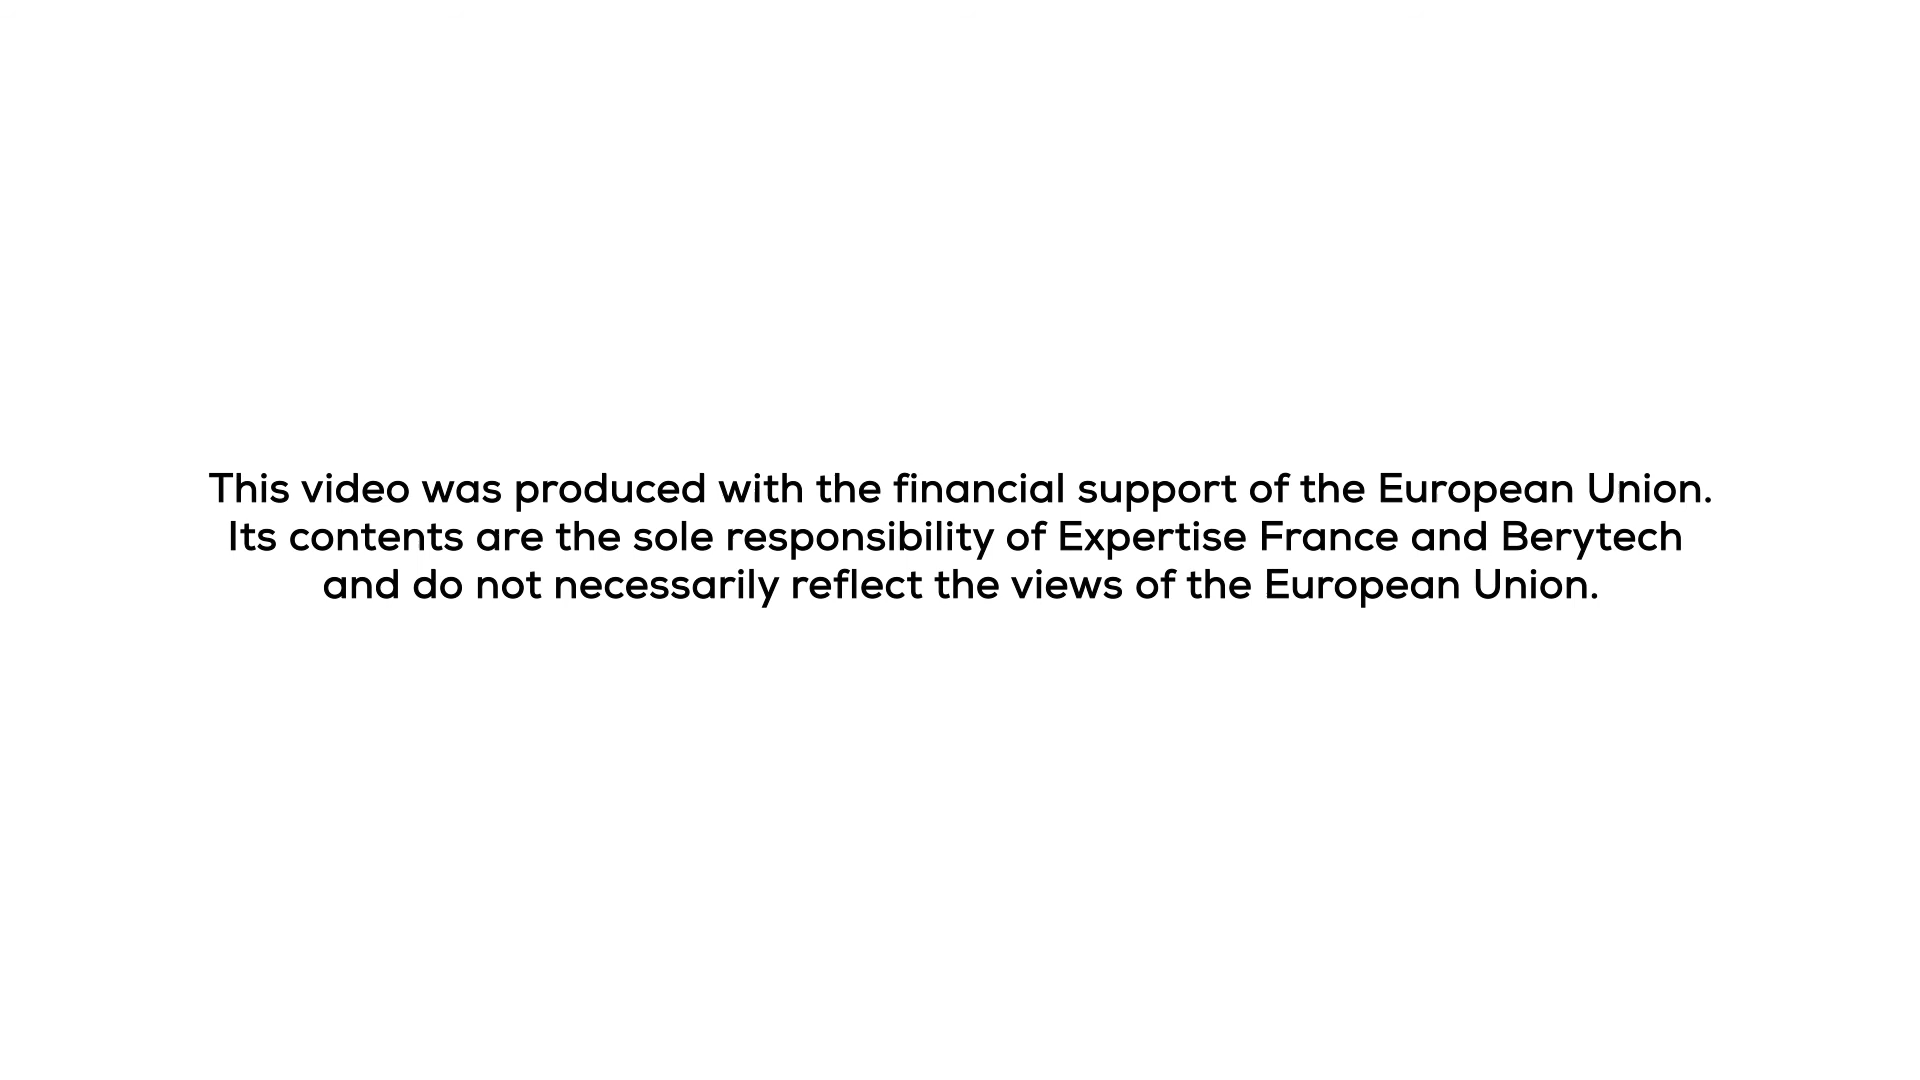 This video was produced with the financial support of the European Union.
Its contents are the sole responsibility of Expertise France and Berytech
and do not necessarily reflect the views of the European Union.